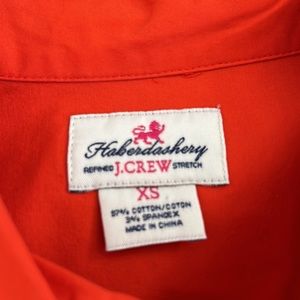 Haberdashery
REFINED J.CREW STRETCH
XS
97% COTTON/COTON
3% SPANDEX
MADE IN CHINA